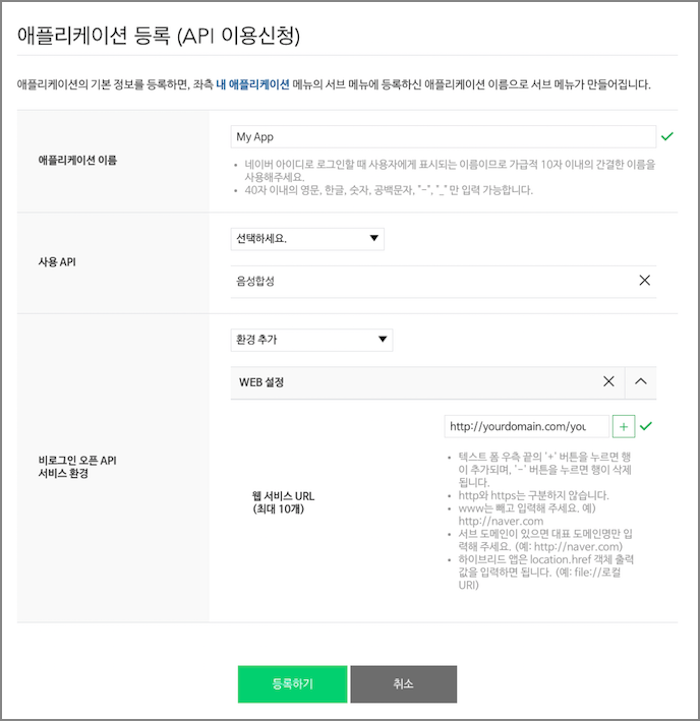 애플리케이션 등록 (API 이용신청)
애플리케이션의 기본 정보를 등록하면, 좌측 내 애플리케이션 메뉴의 서브 메뉴에 등록하신 애플리케이션 이름으로 서브 메뉴가 만들어집니다.
애플리케이션 이름
My App
• 네이버 아이디로 로그인할 때 사용자에게 표시되는 이름이므로 가급적 10자 이내의 간결한 이름을
사용해주세요.
• 40자 이내의 영문, 한글, 숫자, 공백문자, "-", "_" 만 입력 가능합니다.
사용 API
선택하세요.
음성합성
비로그인 오픈 API
서비스 환경
환경 추가
WEB 설정
웹 서비스 URL
(최대 10개)
http://yourdomain.com/you
+
• 텍스트 폼 우측 끝의 '+' 버튼을 누르면 행
이 추가되며, '-' 버튼을 누르면 행이 삭제
됩니다.
• http와 https는 구분하지 않습니다.
• www는 빼고 입력해 주세요. 예)
http://naver.com
• 서브 도메인이 있으면 대표 도메인명만 입
력해 주세요. (예: http://naver.com)
• 하이브리드 앱은 location.href 객체 출력
값을 입력하면 됩니다. (예: file://로컬
URI)
등록하기
취소